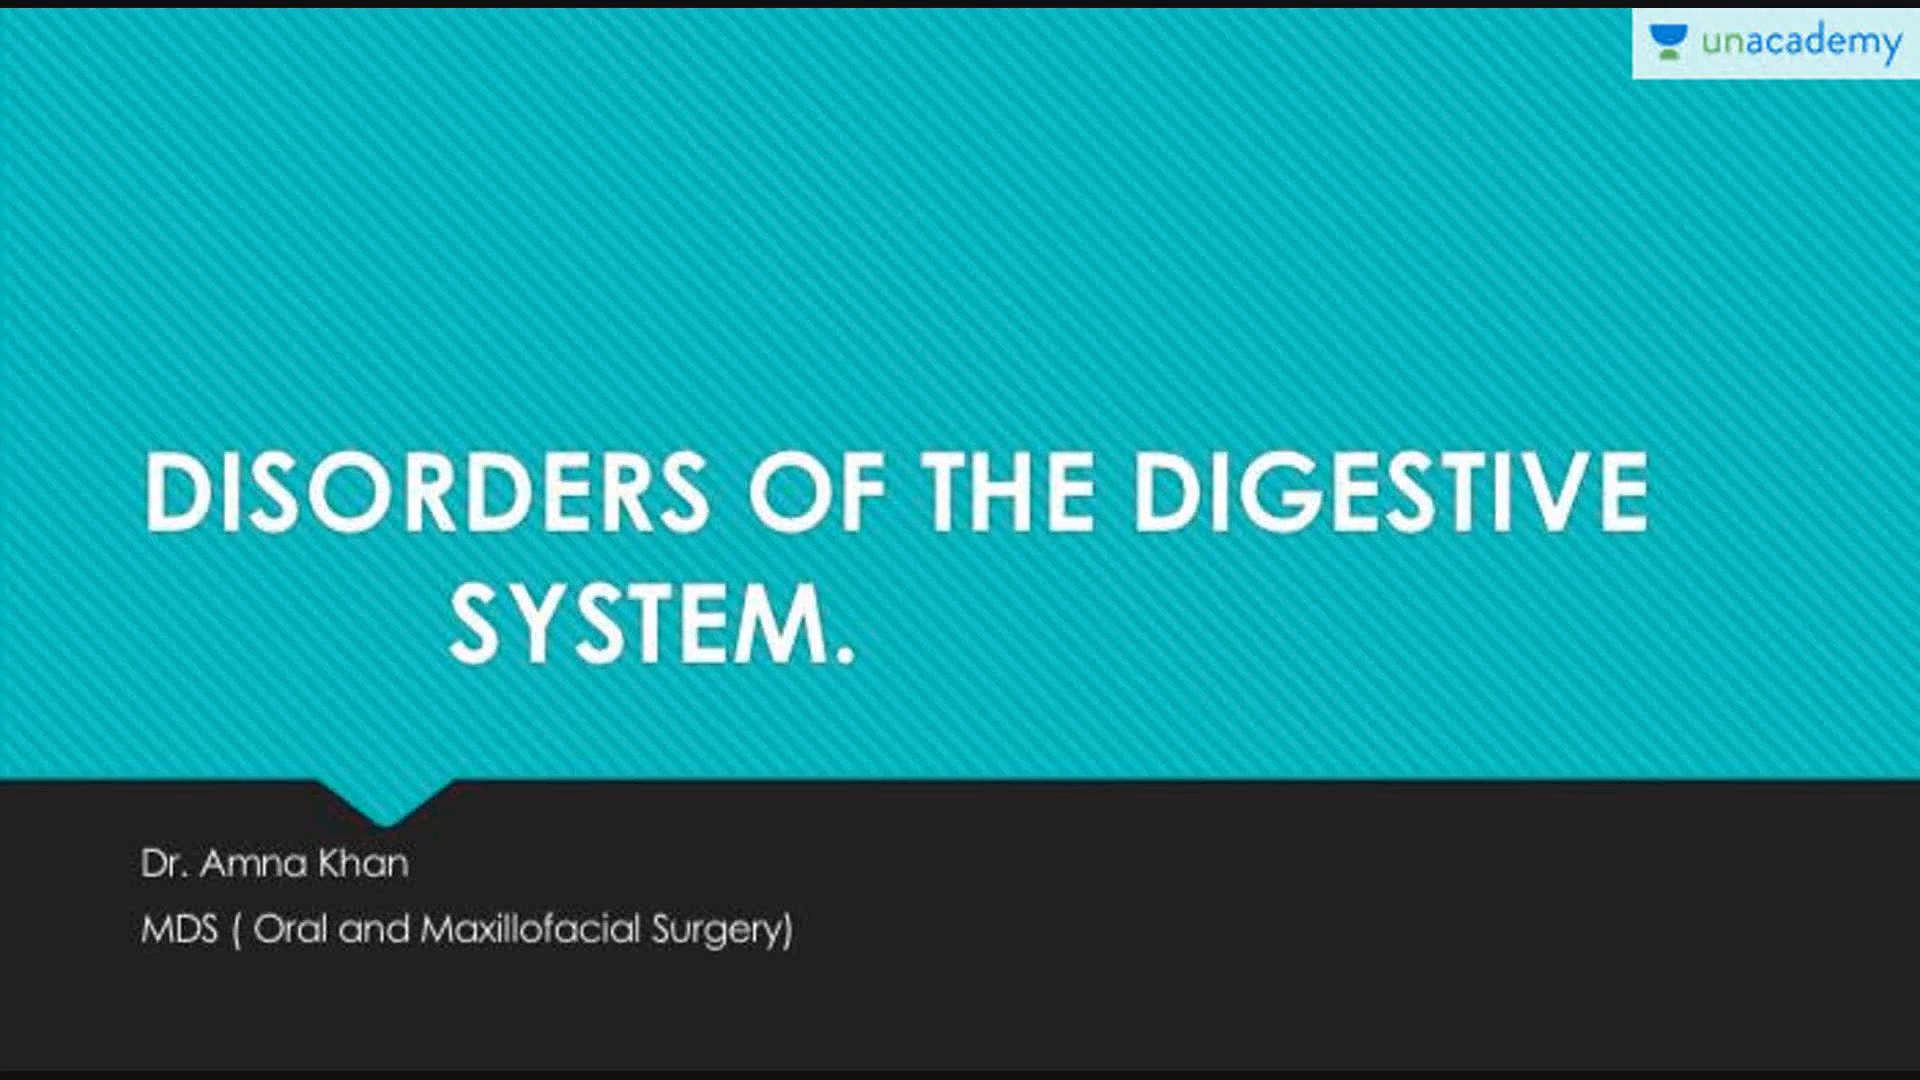 unacademy
DISORDERS OF THE DIGESTIVE
SYSTEM.
Dr. Amna Khan
MDS ( Oral and Maxillofacial Surgery)